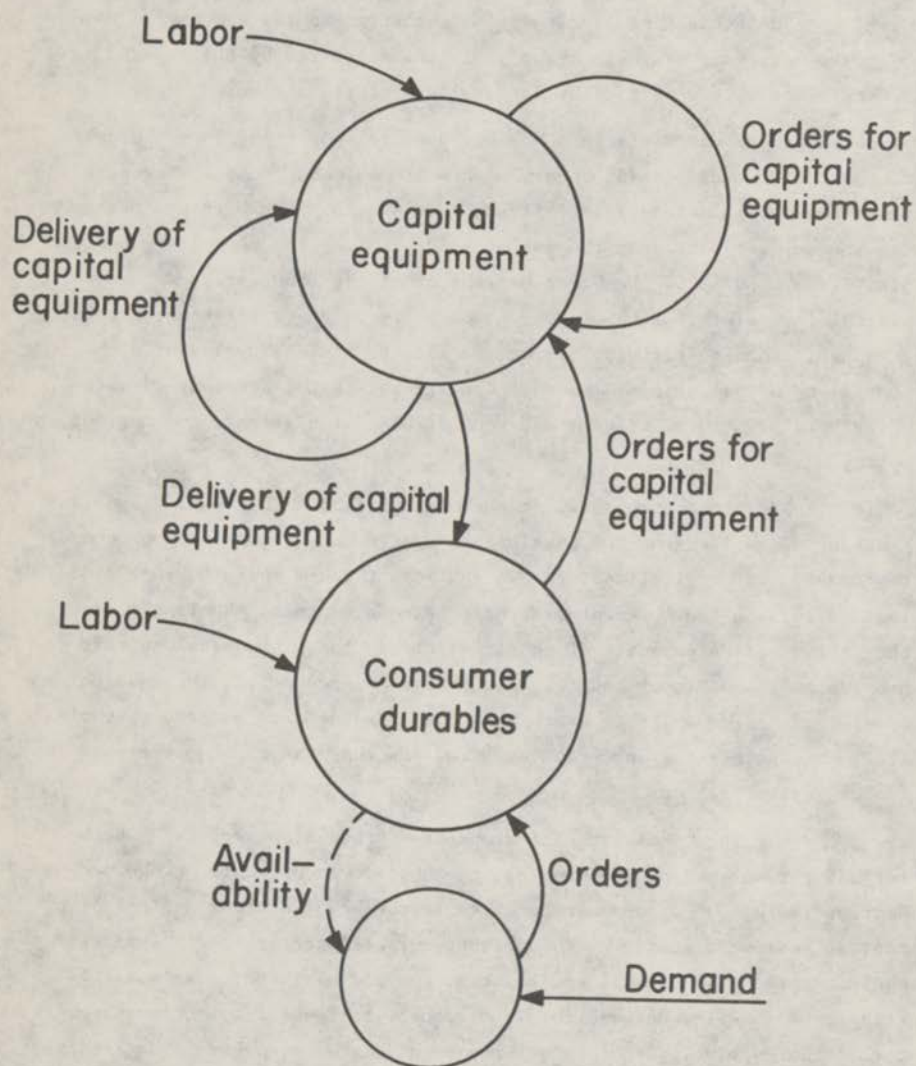 Labor
Orders for
capital
equipment
Capital
equipment
Delivery of
capital
equipment
Orders for
capital
equipment
Delivery of capital
equipment
Labor
Consumer
durables
Avail-
ability
Orders
Demand